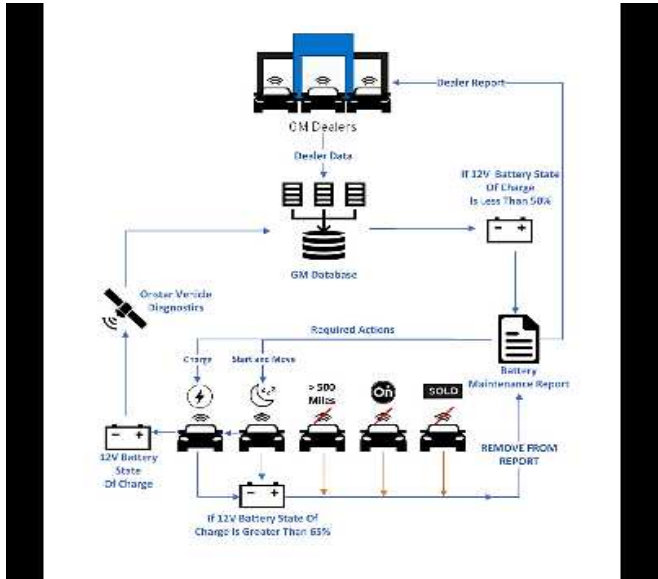 Dealer Report
GM Dealers
Dealer Data
If 12V Battery State
Of Charge
Is Less Than 50%
GM Database
Onstar Vehicle
Diagnostics
Required Actions
Charge
Start and Move
> 500
Miles
On
SOLD
Battery
Maintenance Report
12V Battery
State
Of Charge
REMOVE FROM
REPORT
If 12V Battery State Of
Charge Is Greater Than 65%